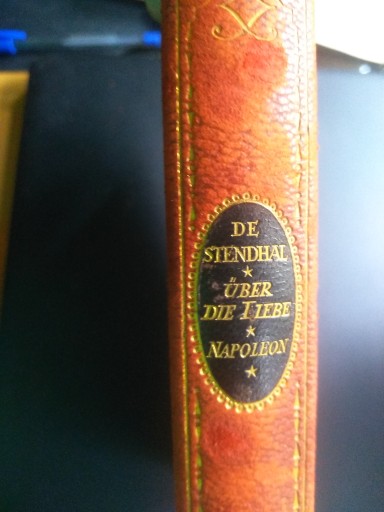 DE
STENDHAL
★
ÜBER
DIE LIEBE
★
NAPOLEON
★